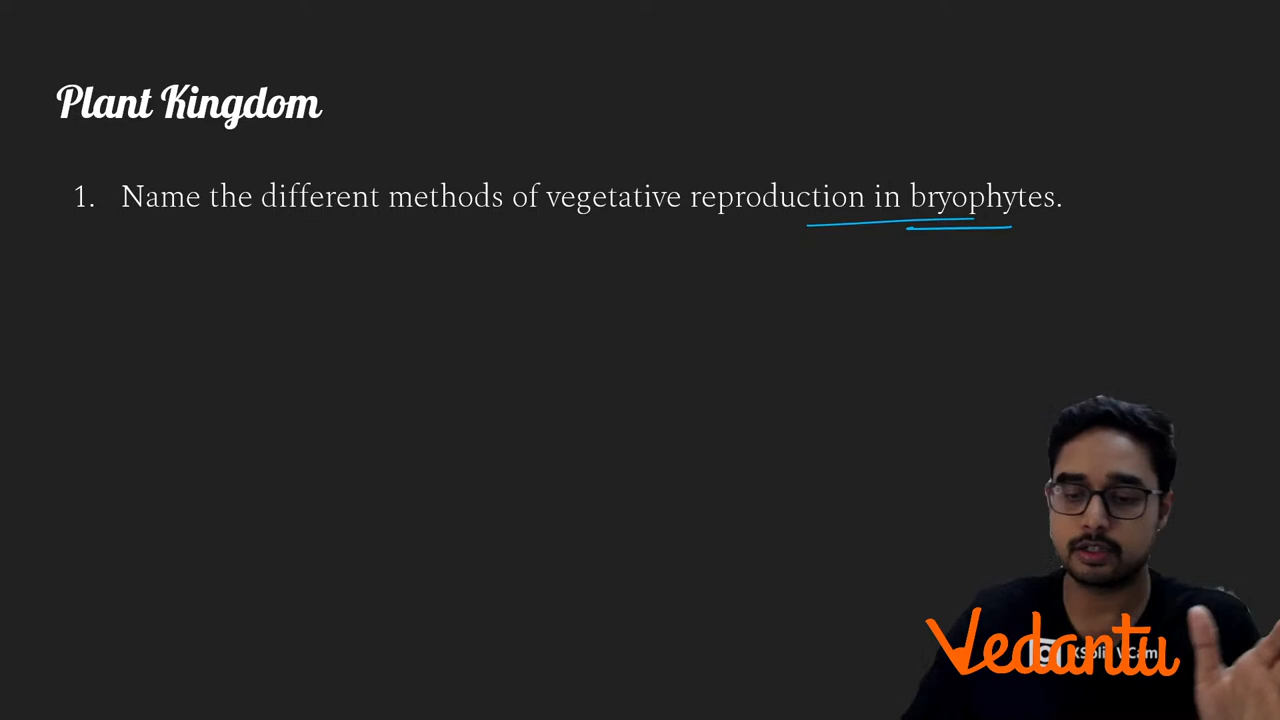 Plant Kingdom
1. Name the different methods of vegetative reproduction in bryophytes.
Vedantu